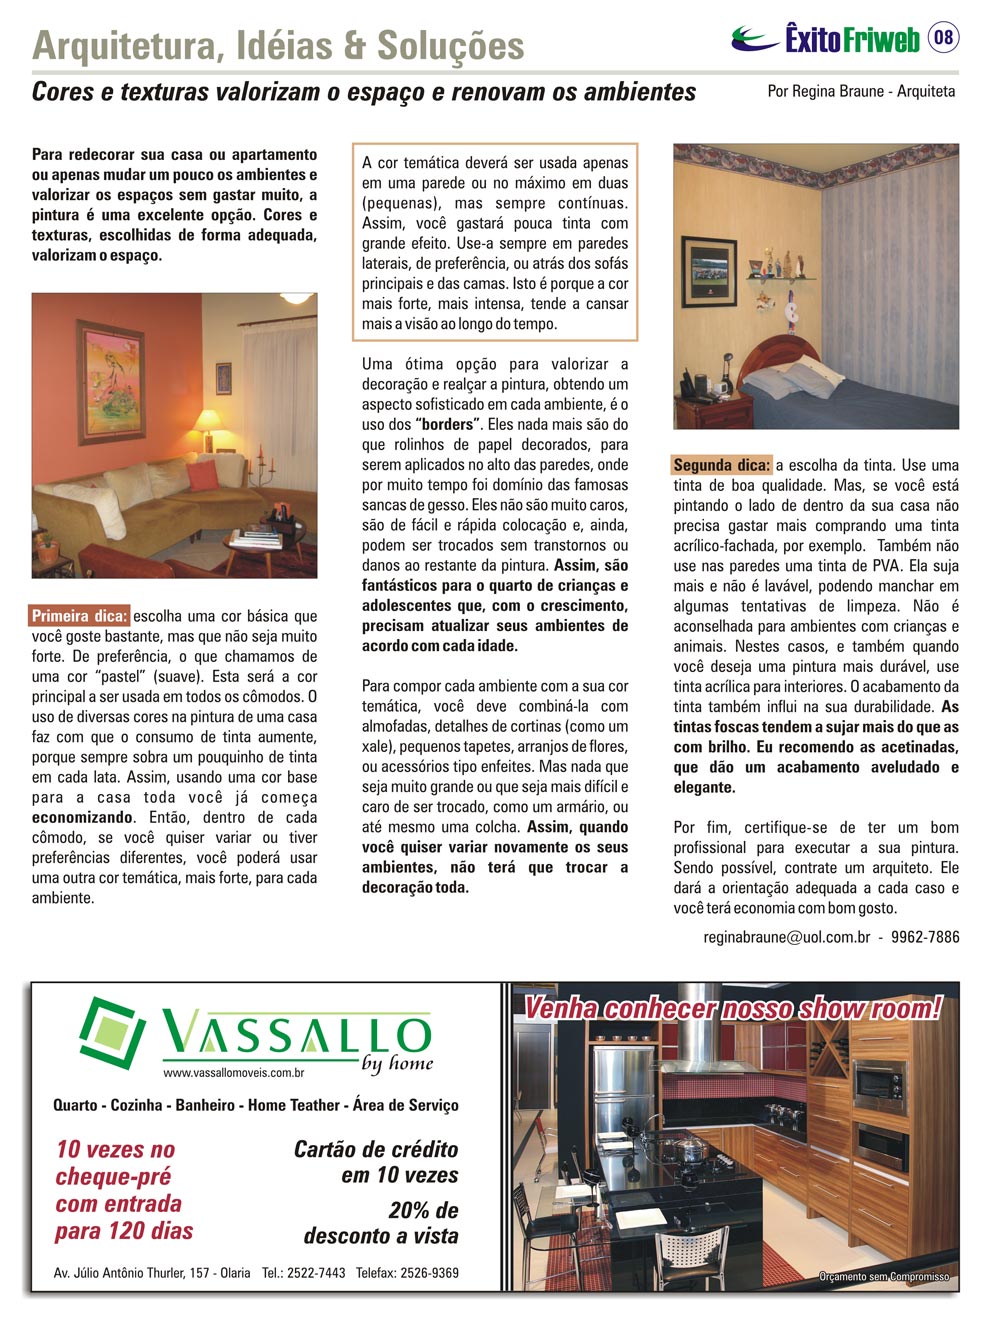 Arquitetura, Idéias & Soluções
ÊxitoFriweb 08
Cores e texturas valorizam o espaço e renovam os ambientes
Por Regina Braune - Arquiteta
Para redecorar sua casa ou apartamento
ou apenas mudar um pouco os ambientes e
valorizar os espaços sem gastar muito, a
pintura é uma excelente opção. Cores e
texturas, escolhidas de forma adequada,
valorizam o espaço.
Primeira dica: escolha uma cor básica que
você goste bastante, mas que não seja muito
forte. De preferência, o que chamamos de
uma cor “pastel” (suave). Esta será a cor
principal a ser usada em todos os cômodos. O
uso de diversas cores na pintura de uma casa
faz com que o consumo de tinta aumente,
porque sempre sobra um pouquinho de tinta
em cada lata. Assim, usando uma cor base
para a casa toda você já começa
economizando. Então, dentro de cada
cômodo, se você quiser variar ou tiver
preferências diferentes, você poderá usar
uma outra cor temática, mais forte, para cada
ambiente.
A cor temática deverá ser usada apenas
em uma parede ou no máximo em duas
(pequenas), mas sempre contínuas.
Assim, você gastará pouca tinta com
grande efeito. Use-a sempre em paredes
laterais, de preferência, ou atrás dos sofás
principais e das camas. Isto é porque a cor
mais forte, mais intensa, tende a cansar
mais a visão ao longo do tempo.
Uma ótima opção para valorizar a
decoração e realçar a pintura, obtendo um
aspecto sofisticado em cada ambiente, é o
uso dos “borders”. Eles nada mais são do
que rolinhos de papel decorados, para
serem aplicados no alto das paredes, onde
por muito tempo foi domínio das famosas
sancas de gesso. Eles não são muito caros,
são de fácil e rápida colocação e, ainda,
podem ser trocados sem transtornos ou
danos ao restante da pintura. Assim, são
fantásticos para o quarto de crianças e
adolescentes que, com o crescimento,
precisam atualizar seus ambientes de
acordo com cada idade.
Para compor cada ambiente com a sua cor
temática, você deve combiná-la com
almofadas, detalhes de cortinas (como um
xale), pequenos tapetes, arranjos de flores,
ou acessórios tipo enfeites. Mas nada que
seja muito grande ou que seja mais difícil e
caro de ser trocado, como um armário, ou
até mesmo uma colcha. Assim, quando
você quiser variar novamente os seus
ambientes, não terá que trocar a
decoração toda.
Segunda dica: a escolha da tinta. Use uma
tinta de boa qualidade. Mas, se você está
pintando o lado de dentro da sua casa não
precisa gastar mais comprando uma tinta
acrílico-fachada, por exemplo. Também não
use nas paredes uma tinta de PVA. Ela suja
mais e não é lavável, podendo manchar em
algumas tentativas de limpeza. Não é
aconselhada para ambientes com crianças e
animais. Nestes casos, e também quando
você deseja uma pintura mais durável, use
tinta acrílica para interiores. O acabamento da
tinta também influi na sua durabilidade. As
tintas foscas tendem a sujar mais do que as
com brilho. Eu recomendo as acetinadas,
que dão um acabamento aveludado e
elegante.
Por fim, certifique-se de ter um bom
profissional para executar a sua pintura.
Sendo possível, contrate um arquiteto. Ele
dará a orientação adequada a cada caso e
você terá economia com bom gosto.
reginabraune@uol.com.br - 9962-7886
VASSALLO
by home
www.vassallomoveis.com.br
Quarto - Cozinha - Banheiro - Home Teather - Área de Serviço
10 vezes no
cheque-pré
com entrada
para 120 dias
Cartão de crédito
em 10 vezes
20% de
desconto a vista
Av. Júlio Antônio Thurler, 157 - Olaria Tel.: 2522-7443 Telefax: 2526-9369
Venha conhecer nosso show room!
Orçamento sem Compromisso